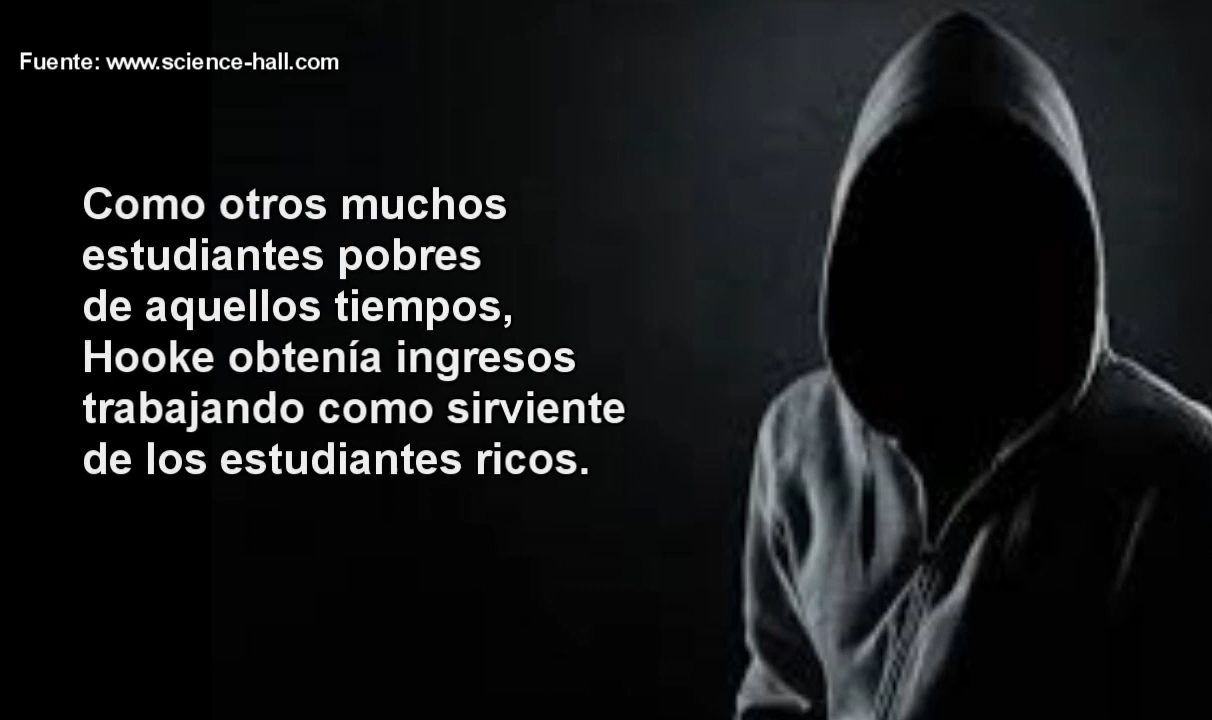 Fuente: www.science-hall.com
Como otros muchos
estudiantes pobres
de aquellos tiempos,
Hooke obtenía ingresos
trabajando como sirviente
de los estudiantes ricos.